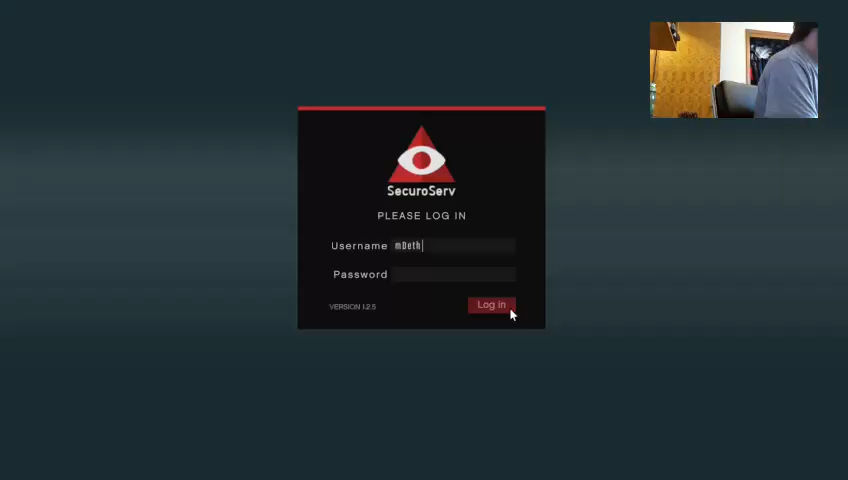 SecuroServ
PLEASE LOG IN
Username mDeth
Password
VERSION 1.2.5 Log in